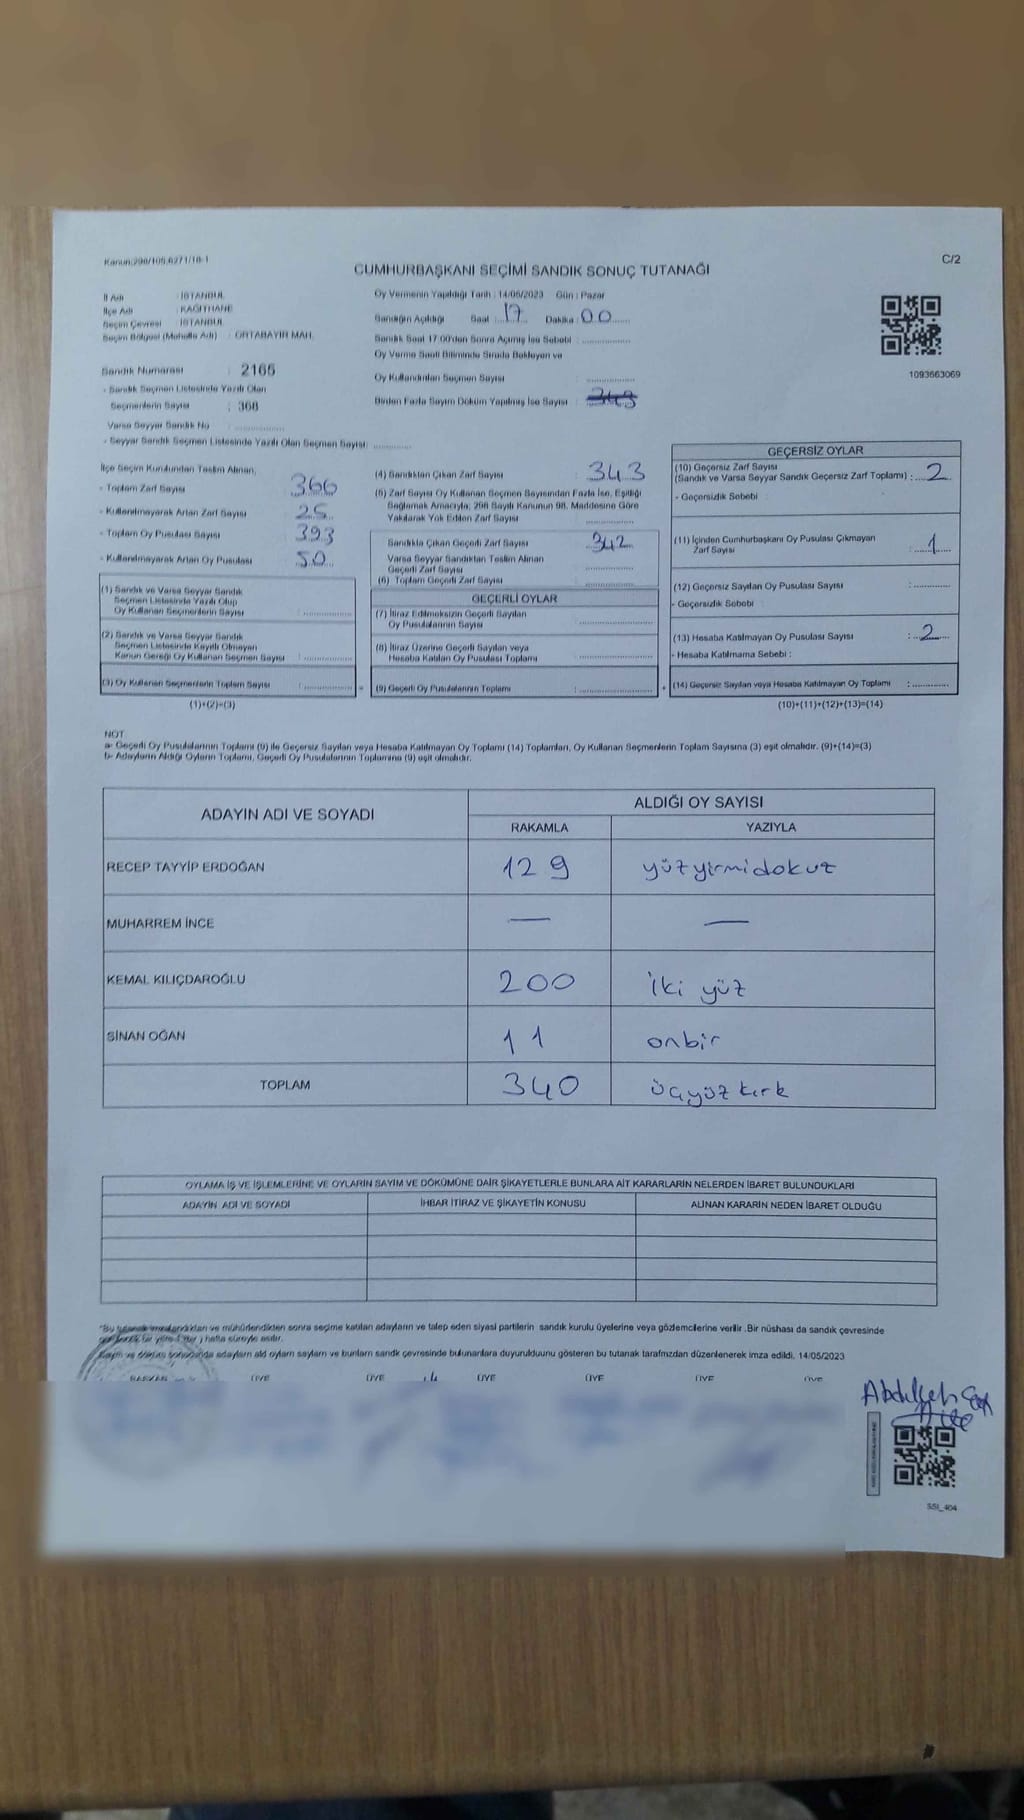 Kanun:298/105,6271/18-1
C/2
CUMHURBAŞKANI SEÇİMİ SANDIK SONUÇ TUTANAĞI
İl Adı : İSTANBUL
İlçe Adı : KAĞITHANE
Seçim Çevresi : İSTANBUL
Seçim Bölgesi (Mahalle Adı) : ORTABAYIR MAH.
Oy Vermenin Yapıldığı Tarih : 14/05/2023 Gün : Pazar
Sandığın Açıldığı Saat : 17 Dakika : 00
Sandık Saat 17:00'den Sonra Açımış İse Sebebi :
Oy Verme Saati Bitiminde Sırada Bekleyen ve
Oy Kullandırılan Seçmen Sayısı
Birden Fazla Sayım Döküm Yapılmış İse Sayısı : 343
1093663069
Sandık Numarası : 2165
- Sandık Seçmen Listesinde Yazılı Olan
Seçmenlerin Sayısı : 368
Varsa Seyyar Sandık No :
- Seyyar Sandık Seçmen Listesinde Yazılı Olan Seçmen Sayısı:
İlçe Seçim Kurulundan Teslim Alınan;
- Toplam Zarf Sayısı : 366
- Kullanılmayarak Artan Zarf Sayısı : 25
- Toplam Oy Pusulası Sayısı : 393
- Kullanılmayarak Artan Oy Pusulası : 50
(1) Sandık ve Varsa Seyyar Sandık
Seçmen Listesinde Yazılı Olup
Oy Kullanan Seçmenlerin Sayısı :
(2) Sandık ve Varsa Seyyar Sandık
Seçmen Listesinde Kayıtlı Olmayan
Kanun Gereği Oy Kullanan Seçmen Sayısı :
(3) Oy Kullanan Seçmenlerin Toplam Sayısı :
(1)+(2)=(3)
(4) Sandıktan Çıkan Zarf Sayısı : 343
(5) Zarf Sayısı Oy Kullanan Seçmen Sayısından Fazla İse, Eşitliği
Sağlamak Amacıyla; 298 Sayılı Kanunun 98. Maddesine Göre
Yakılarak Yok Edilen Zarf Sayısı
Sandıkta Çıkan Geçerli Zarf Sayısı : 342
Varsa Seyyar Sandıktan Teslim Alınan
Geçerli Zarf Sayısı
(6) Toplam Geçerli Zarf Sayısı :
GEÇERLİ OYLAR
(7) İtiraz Edilmeksizin Geçerli Sayılan
Oy Pusulalarının Sayısı :
(8) İtiraz Üzerine Geçerli Sayılan veya
Hesaba Katılan Oy Pusulası Toplamı :
= (9) Geçerli Oy Pusulalarının Toplamı :
GEÇERSİZ OYLAR
(10) Geçersiz Zarf Sayısı
(Sandık ve Varsa Seyyar Sandık Geçersiz Zarf Toplamı) : 2
- Geçersizlik Sebebi :
(11) İçinden Cumhurbaşkanı Oy Pusulası Çıkmayan
Zarf Sayısı : 1
(12) Geçersiz Sayılan Oy Pusulası Sayısı :
- Geçersizlik Sebebi :
(13) Hesaba Katılmayan Oy Pusulası Sayısı : 2
- Hesaba Katılmama Sebebi :
+ (14) Geçersiz Sayılan veya Hesaba Katılmayan Oy Toplamı :
(10)+(11)+(12)+(13)=(14)
NOT
a- Geçerli Oy Pusulalarının Toplamı (9) ile Geçersiz Sayılan veya Hesaba Katılmayan Oy Toplamı (14) Toplamları, Oy Kullanan Seçmenlerin Toplam Sayısına (3) eşit olmalıdır. (9)+(14)=(3)
b- Adayların Aldığı Oyların Toplamı, Geçerli Oy Pusulalarının Toplamına (9) eşit olmalıdır.
ADAYIN ADI VE SOYADI
ALDIĞI OY SAYISI
RAKAMLA YAZIYLA
RECEP TAYYİP ERDOĞAN 129 yüzyirmidokuz
MUHARREM İNCE — —
KEMAL KILIÇDAROĞLU 200 iki yüz
SİNAN OĞAN 11 onbir
TOPLAM 340 üçyüzkırk
OYLAMA İŞ VE İŞLEMLERİNE VE OYLARIN SAYIM VE DÖKÜMÜNE DAİR ŞİKAYETLERLE BUNLARA AİT KARARLARIN NELERDEN İBARET BULUNDUKLARI
ADAYIN ADI VE SOYADI İHBAR İTİRAZ VE ŞİKAYETİN KONUSU ALINAN KARARIN NEDEN İBARET OLDUĞU
*Bu tutanak imzalandıktan ve mühürlendikten sonra seçime katılan adayların ve talep eden siyasi partilerin sandık kurulu üyelerine veya gözlemcilerine verilir .Bir nüshası da sandık çevresinde
hafta süreyle asılır.
Sayım ve döküm sonucunda adayların ald oyların sayların ve bunların sandk çevresinde bulunanlara duyurulduunu gösteren bu tutanak tarafmzdan düzenlenerek imza edildi. 14/05/2023
BAŞKAN ÜYE ÜYE ÜYE ÜYE ÜYE ÜYE
SSI_404